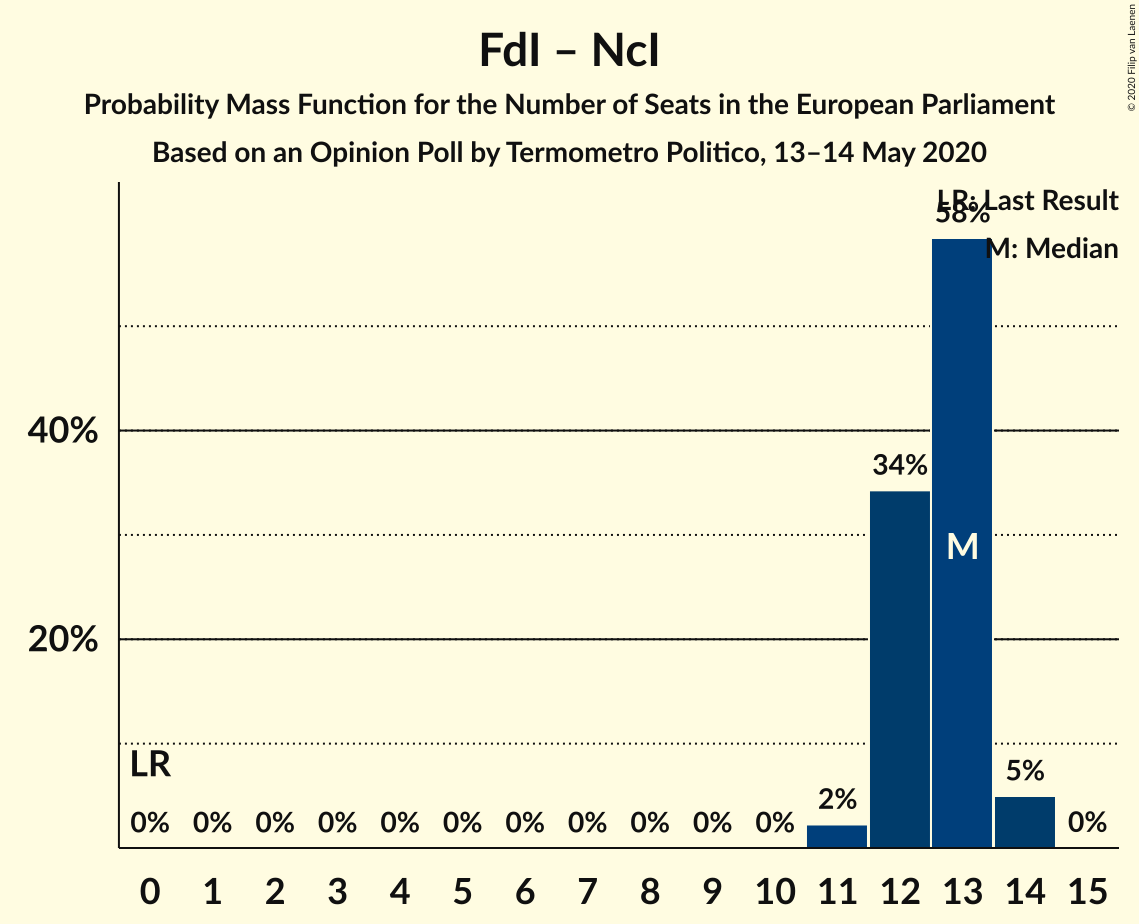 FdI – NcI
Probability Mass Function for the Number of Seats in the European Parliament
Based on an Opinion Poll by Termometro Politico, 13–14 May 2020
© 2020 Filip van Laenen
LR: Last Result
M: Median
58%
40%
34%
M
20%
LR
5%
2%
0% 0% 0% 0% 0% 0% 0% 0% 0% 0% 0% 0%
0 1 2 3 4 5 6 7 8 9 10 11 12 13 14 15